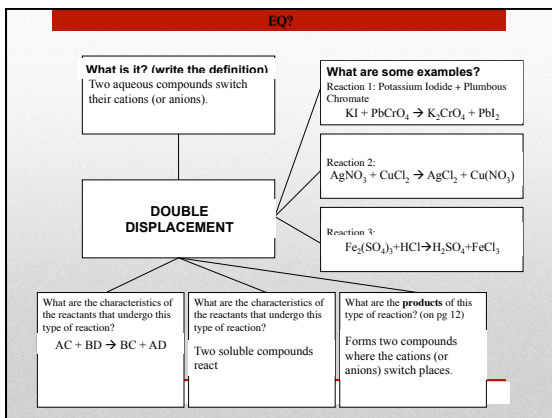 EQ?
What is it? (write the definition)
Two aqueous compounds switch
their cations (or anions).
What are some examples?
Reaction 1: Potassium Iodide + Plumbous
Chromate
KI + PbCrO₄ → K₂CrO₄ + PbI₂
Reaction 2:
AgNO₃ + CuCl₂ → AgCl₂ + Cu(NO₃)
Reaction 3:
Fe₂(SO₄)₃+HCl→H₂SO₄+FeCl₃
DOUBLE
DISPLACEMENT
What are the characteristics of
the reactants that undergo this
type of reaction?
AC + BD → BC + AD
What are the characteristics of
the reactants that undergo this
type of reaction?
Two soluble compounds
react
What are the products of this
type of reaction? (on pg 12)
Forms two compounds
where the cations (or
anions) switch places.